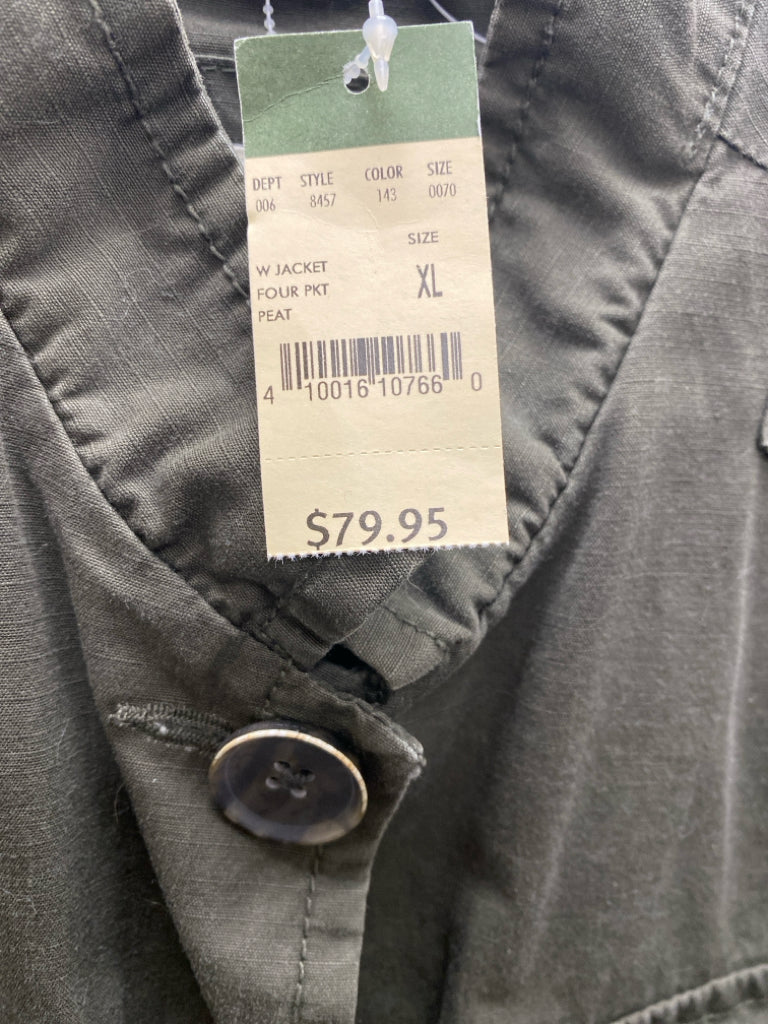 DEPT STYLE COLOR SIZE
006 8457 143 0070
SIZE
W JACKET
FOUR PKT
PEAT
XL
4 10016 10766 0
$79.95